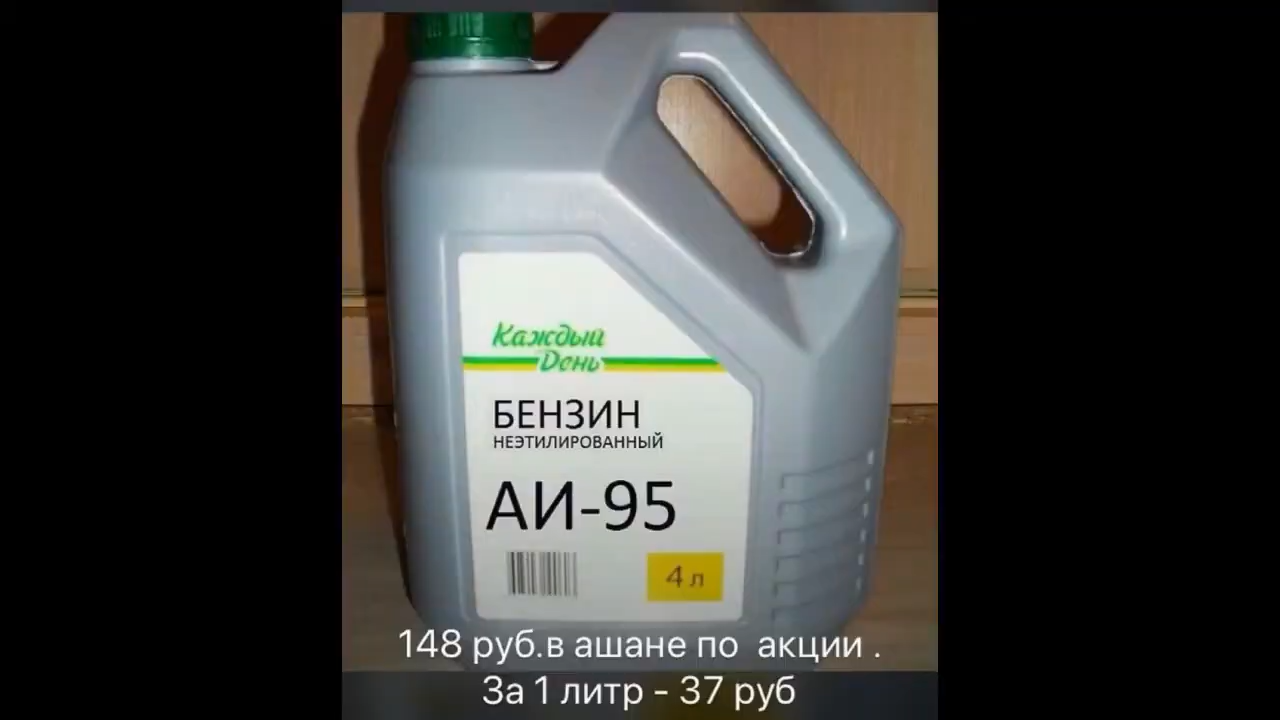 Каждый
День
БЕНЗИН
НЕЭТИЛИРОВАННЫЙ
АИ-95
4 л
148 руб.в ашане по акции .
За 1 литр - 37 руб